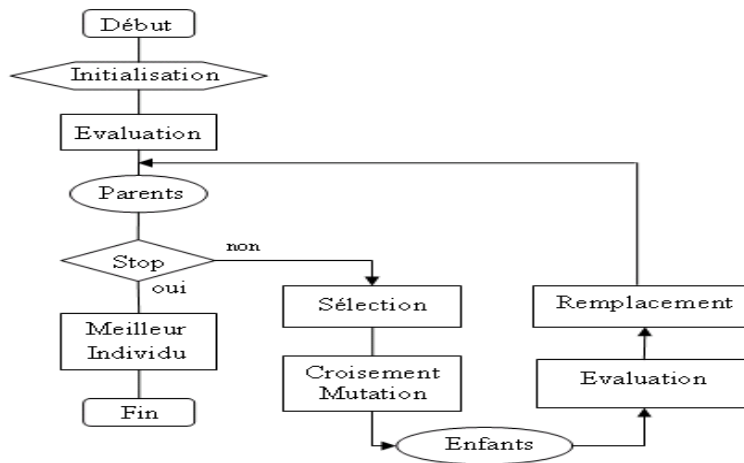 Début
Initialisation
Evaluation
Parents
Stop
non
oui
Meilleur
Individu
Fin
Sélection
Croisement
Mutation
Enfants
Evaluation
Remplacement